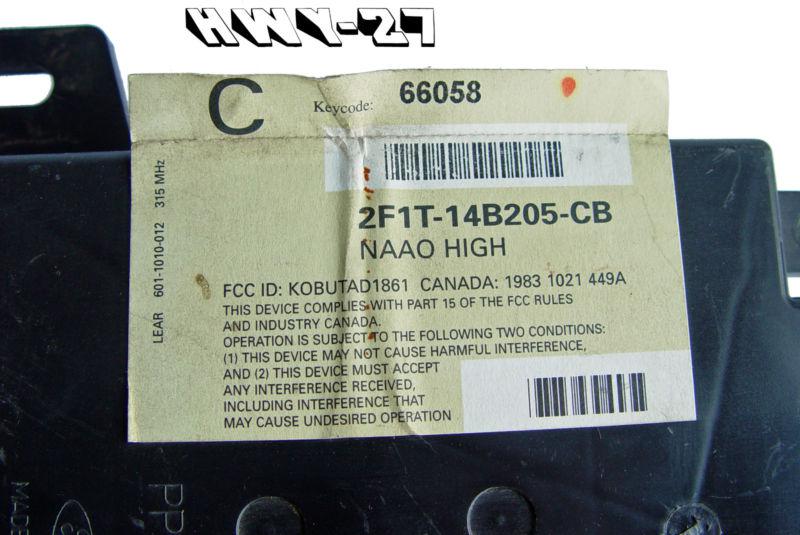 HWY-27
C Keycode: 66058
2F1T-14B205-CB
NAAO HIGH
LEAR 601-1010-012 315 MHz
FCC ID: KOBUTAD1861 CANADA: 1983 1021 449A
THIS DEVICE COMPLIES WITH PART 15 OF THE FCC RULES
AND INDUSTRY CANADA.
OPERATION IS SUBJECT TO THE FOLLOWING TWO CONDITIONS:
(1) THIS DEVICE MAY NOT CAUSE HARMFUL INTERFERENCE,
AND (2) THIS DEVICE MUST ACCEPT
ANY INTERFERENCE RECEIVED,
INCLUDING INTERFERENCE THAT
MAY CAUSE UNDESIRED OPERATION
MADE
PP